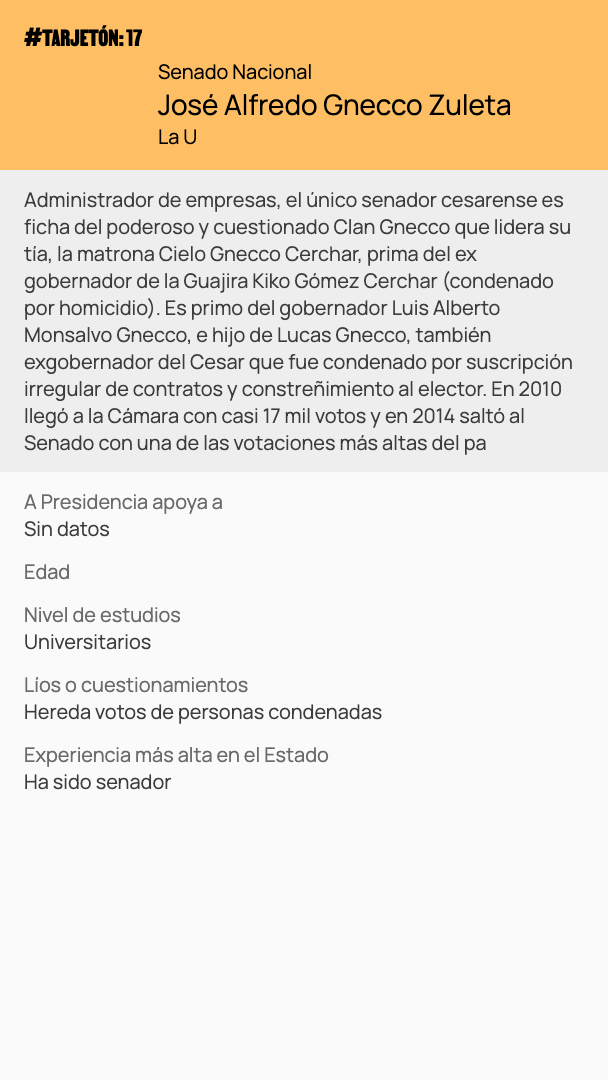 #TARJETÓN: 17
Senado Nacional
José Alfredo Gnecco Zuleta
La U
Administrador de empresas, el único senador cesarense es
ficha del poderoso y cuestionado Clan Gnecco que lidera su
tía, la matrona Cielo Gnecco Cerchar, prima del ex
gobernador de la Guajira Kiko Gómez Cerchar (condenado
por homicidio). Es primo del gobernador Luis Alberto
Monsalvo Gnecco, e hijo de Lucas Gnecco, también
exgobernador del Cesar que fue condenado por suscripción
irregular de contratos y constreñimiento al elector. En 2010
llegó a la Cámara con casi 17 mil votos y en 2014 saltó al
Senado con una de las votaciones más altas del pa
A Presidencia apoya a
Sin datos
Edad
Nivel de estudios
Universitarios
Líos o cuestionamientos
Hereda votos de personas condenadas
Experiencia más alta en el Estado
Ha sido senador